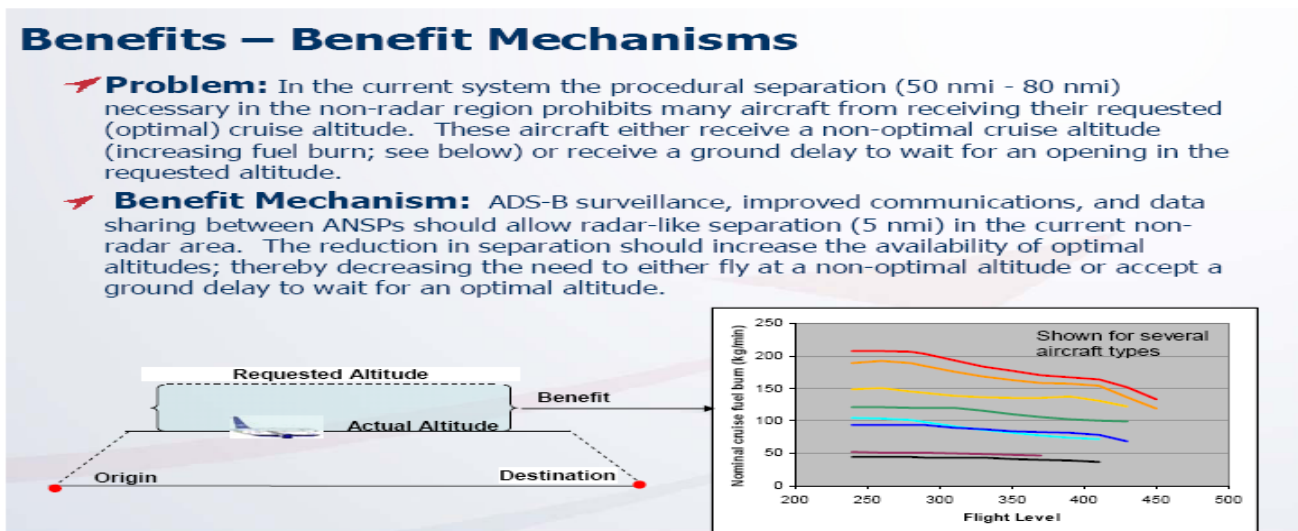 Benefits – Benefit Mechanisms
Problem: In the current system the procedural separation (50 nmi - 80 nmi)
necessary in the non-radar region prohibits many aircraft from receiving their requested
(optimal) cruise altitude. These aircraft either receive a non-optimal cruise altitude
(increasing fuel burn; see below) or receive a ground delay to wait for an opening in the
requested altitude.
Benefit Mechanism: ADS-B surveillance, improved communications, and data
sharing between ANSPs should allow radar-like separation (5 nmi) in the current non-
radar area. The reduction in separation should increase the availability of optimal
altitudes; thereby decreasing the need to either fly at a non-optimal altitude or accept a
ground delay to wait for an optimal altitude.
Requested Altitude
Benefit
Actual Altitude
Origin
Destination
Nominal cruise fuel burn (kg/min)
250
200
150
100
50
0
Shown for several
aircraft types
200 250 300 350 400 450 500
Flight Level